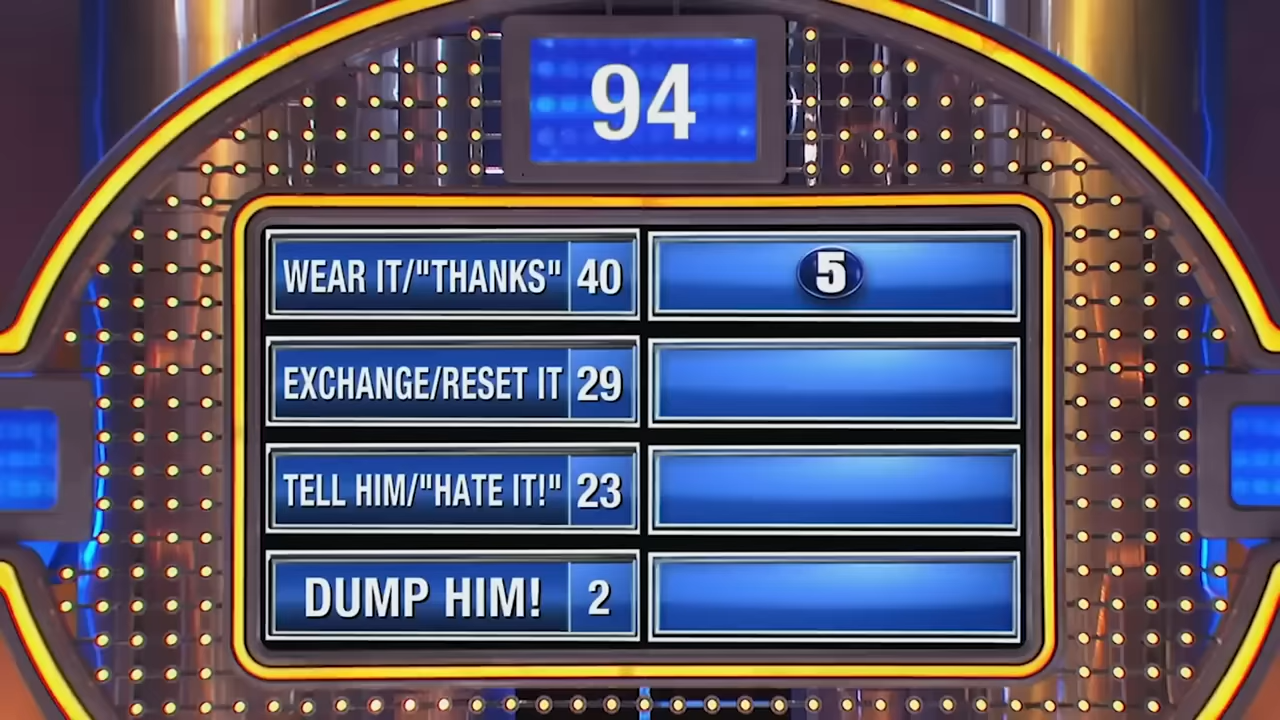 94
WEAR IT/"THANKS" 40
5
EXCHANGE/RESET IT 29
TELL HIM/"HATE IT!" 23
DUMP HIM! 2